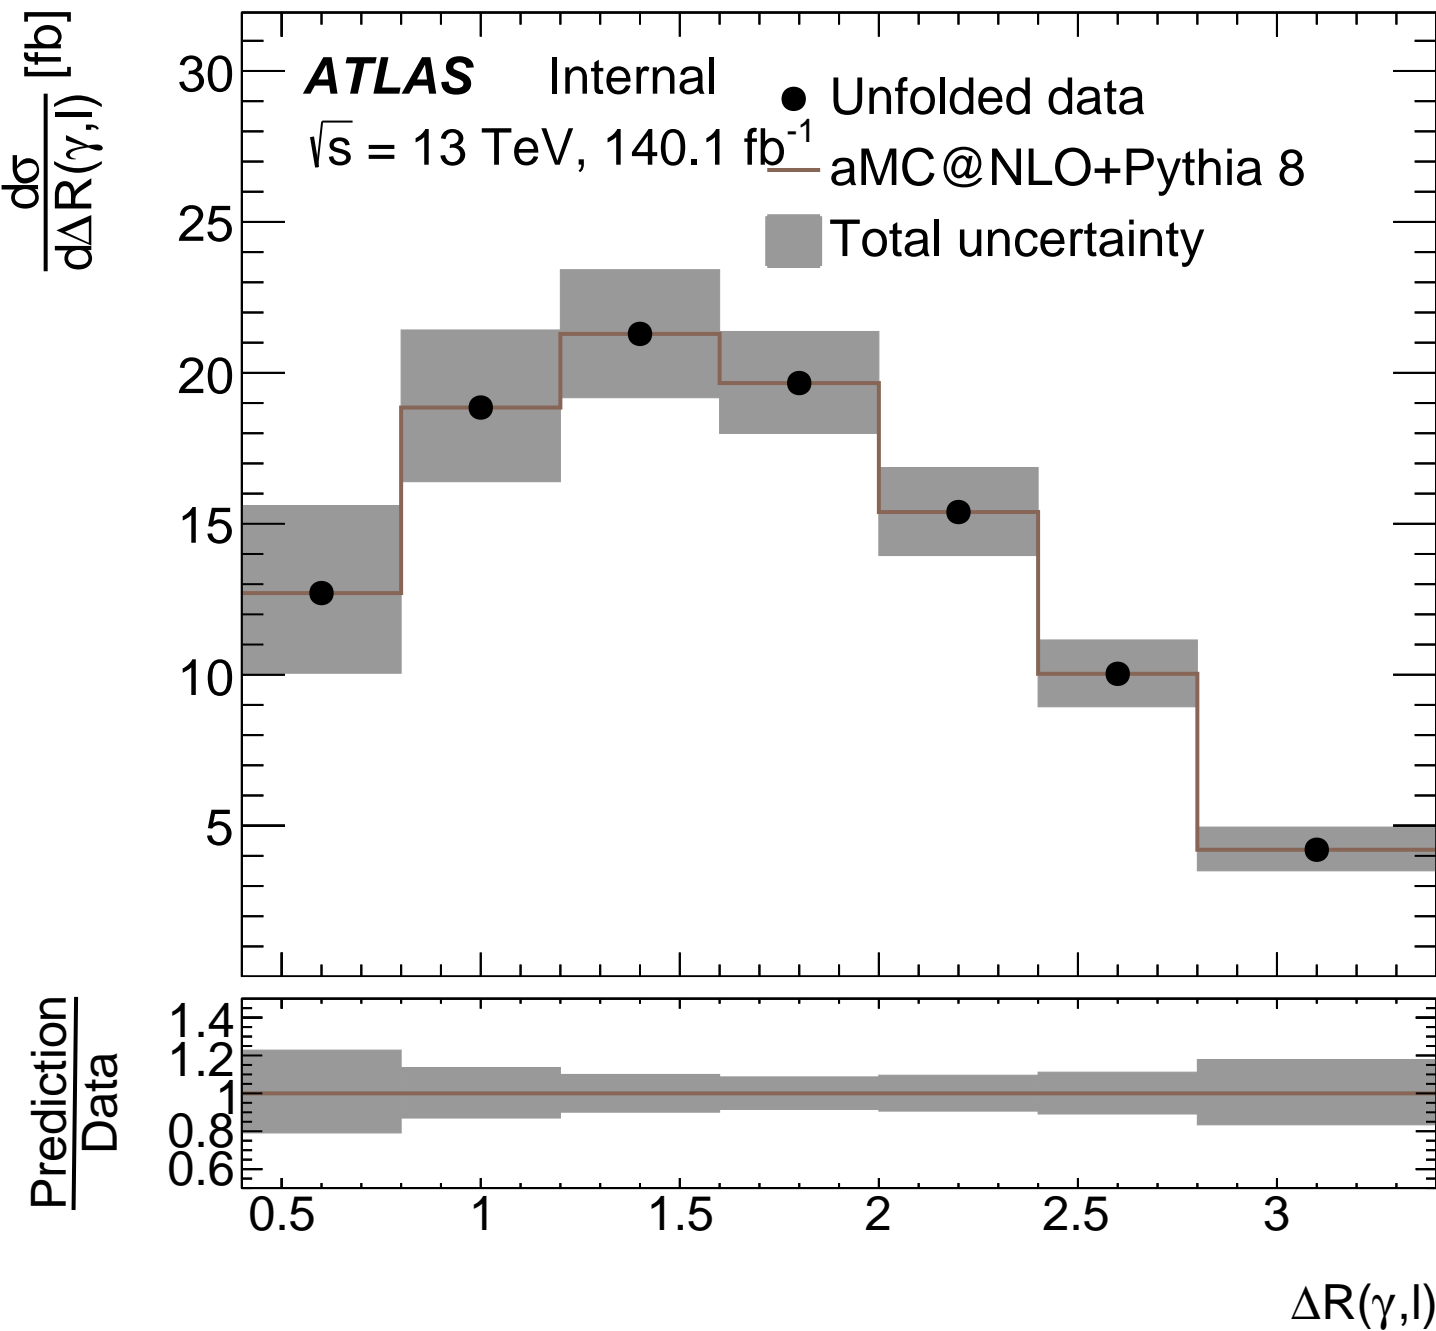 dσ
dΔR(γ,l) [fb]
30
25
20
15
10
5
ATLAS Internal
√s = 13 TeV, 140.1 fb⁻¹
Unfolded data
aMC@NLO+Pythia 8
Total uncertainty
Prediction
Data
1.4
1.2
1
0.8
0.6
0.5 1 1.5 2 2.5 3
ΔR(γ,l)